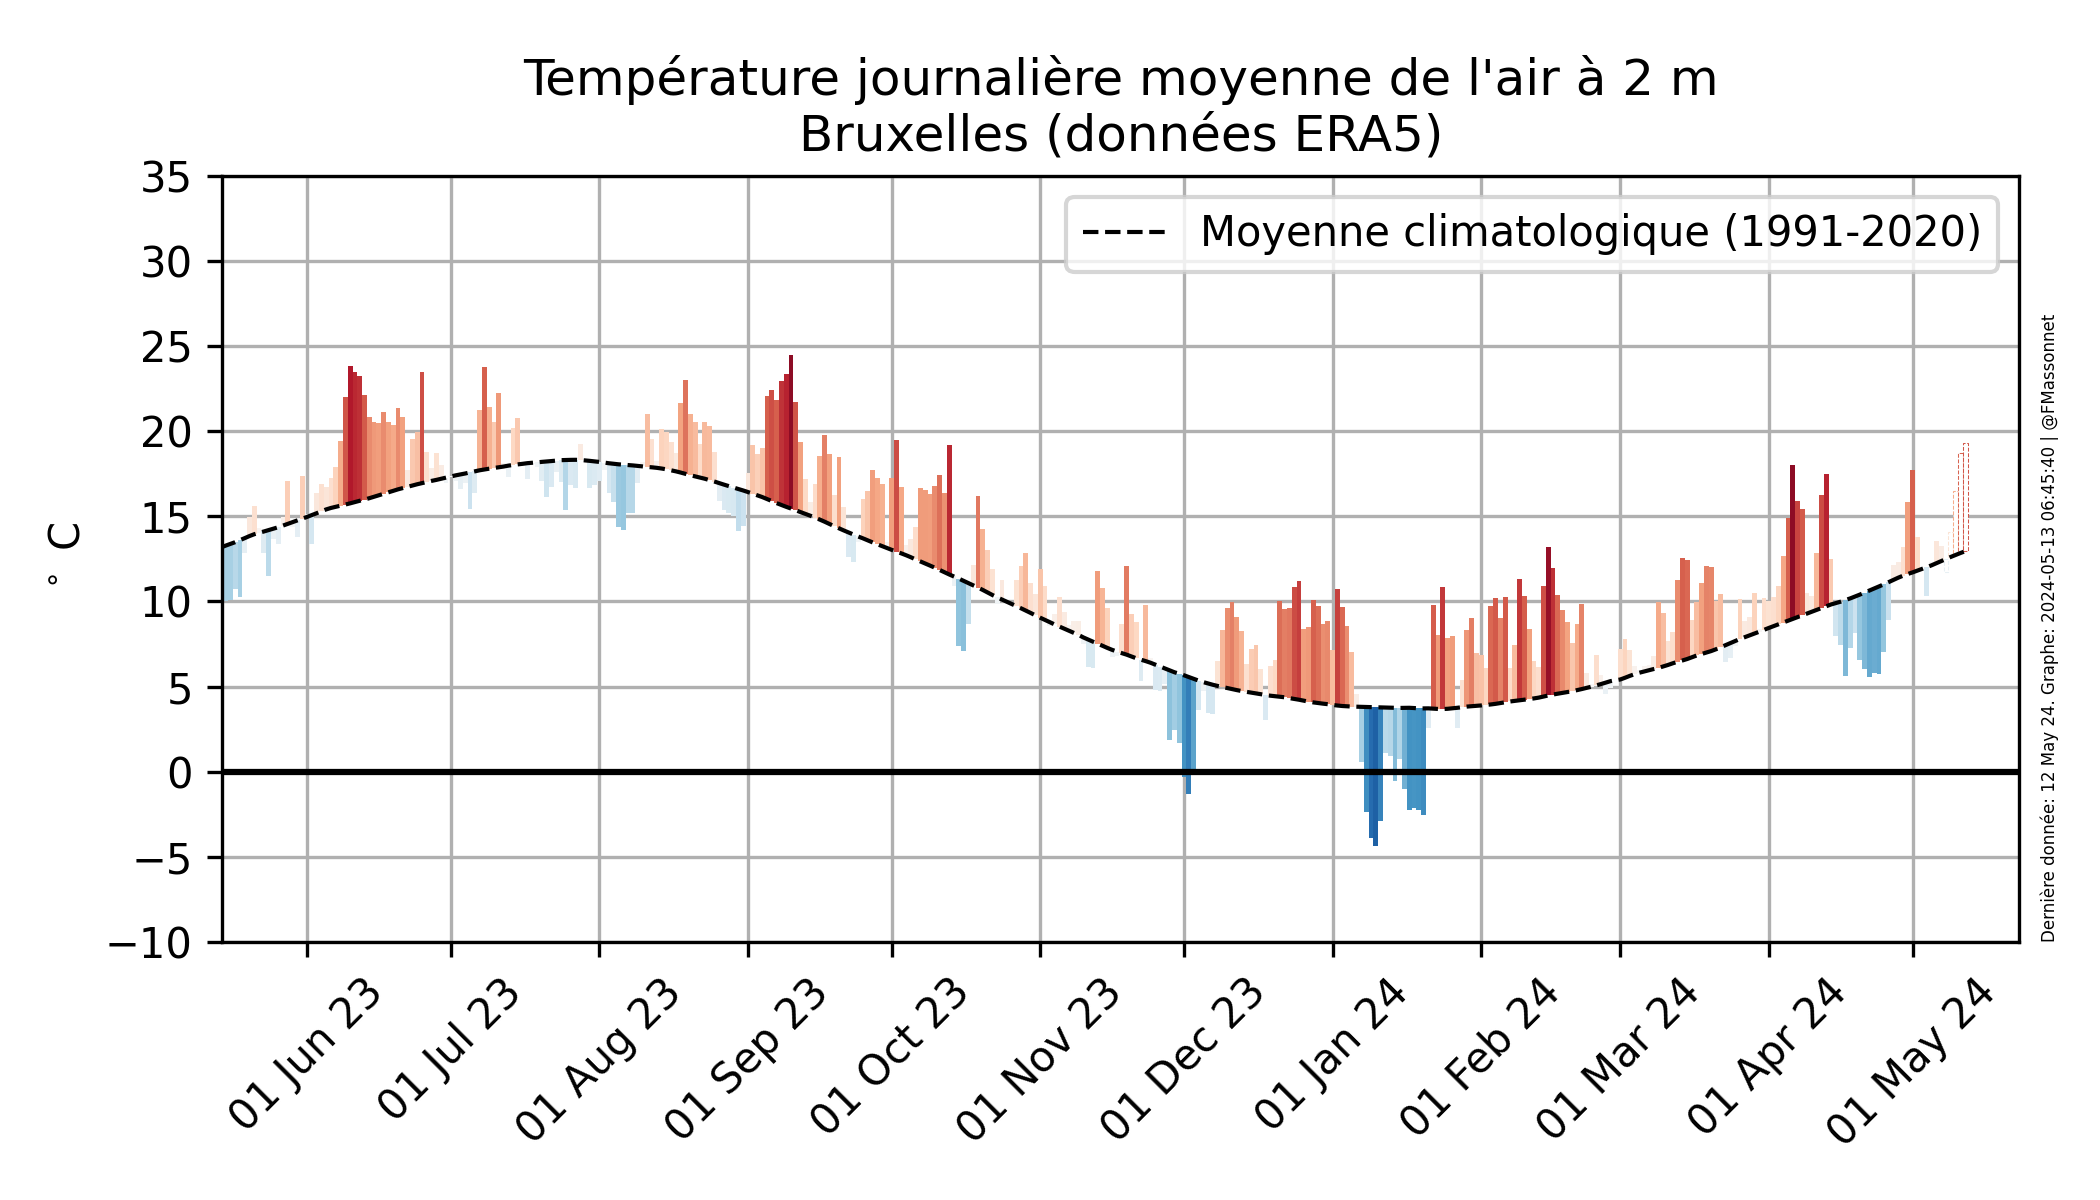 Température journalière moyenne de l'air à 2 m
Bruxelles (données ERA5)
Moyenne climatologique (1991-2020)
° C
35
30
25
20
15
10
5
0
−5
−10
01 Jun 23
01 Jul 23
01 Aug 23
01 Sep 23
01 Oct 23
01 Nov 23
01 Dec 23
01 Jan 24
01 Feb 24
01 Mar 24
01 Apr 24
01 May 24
Dernière donnée: 12 May 24. Graphe: 2024-05-13 06:45:40 | @FMassonnet